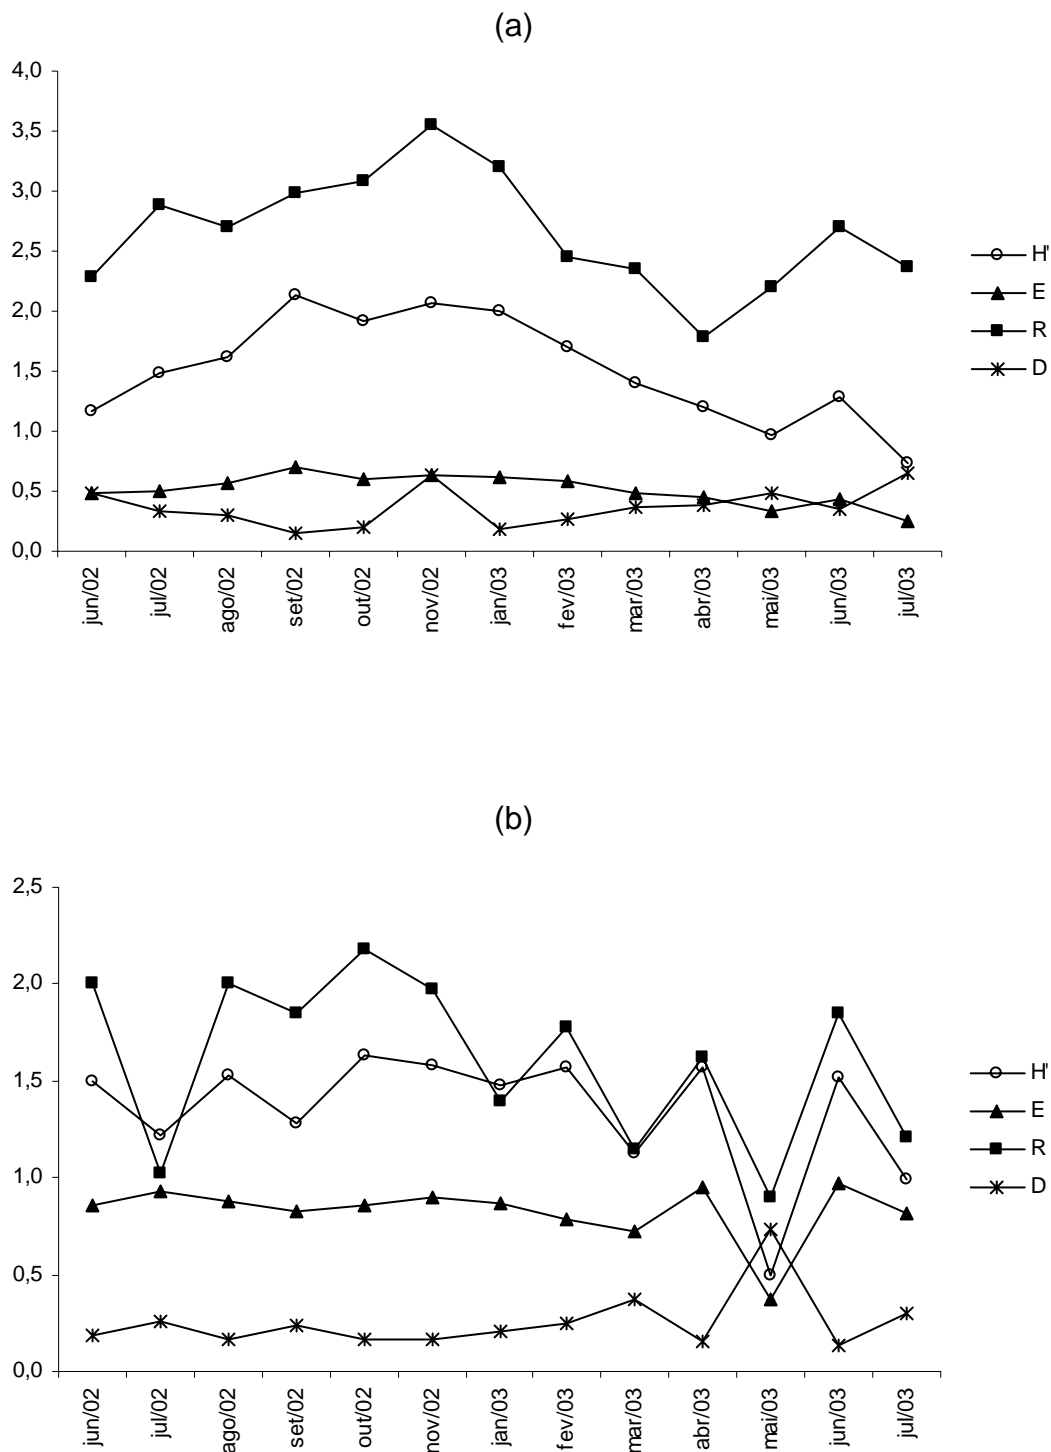 (a)
4,0
3,5
3,0
2,5
2,0
1,5
1,0
0,5
0,0
jun/02
jul/02
ago/02
set/02
out/02
nov/02
jan/03
fev/03
mar/03
abr/03
mai/03
jun/03
jul/03
H'
E
R
D
(b)
2,5
2,0
1,5
1,0
0,5
0,0
jun/02
jul/02
ago/02
set/02
out/02
nov/02
jan/03
fev/03
mar/03
abr/03
mai/03
jun/03
jul/03
H'
E
R
D